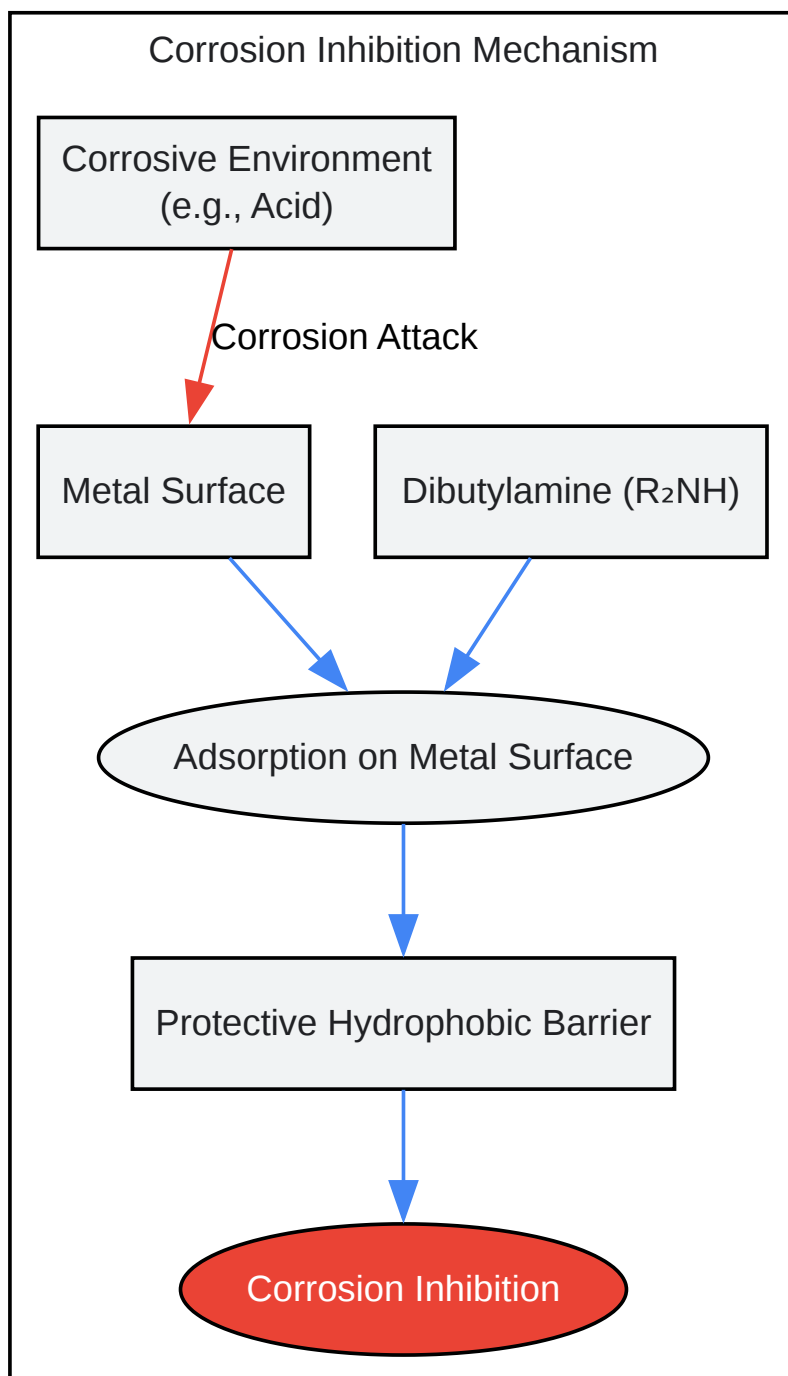 Corrosion Inhibition Mechanism
Corrosive Environment
(e.g., Acid)
Corrosion Attack
Metal Surface
Dibutylamine (R₂NH)
Adsorption on Metal Surface
Protective Hydrophobic Barrier
Corrosion Inhibition